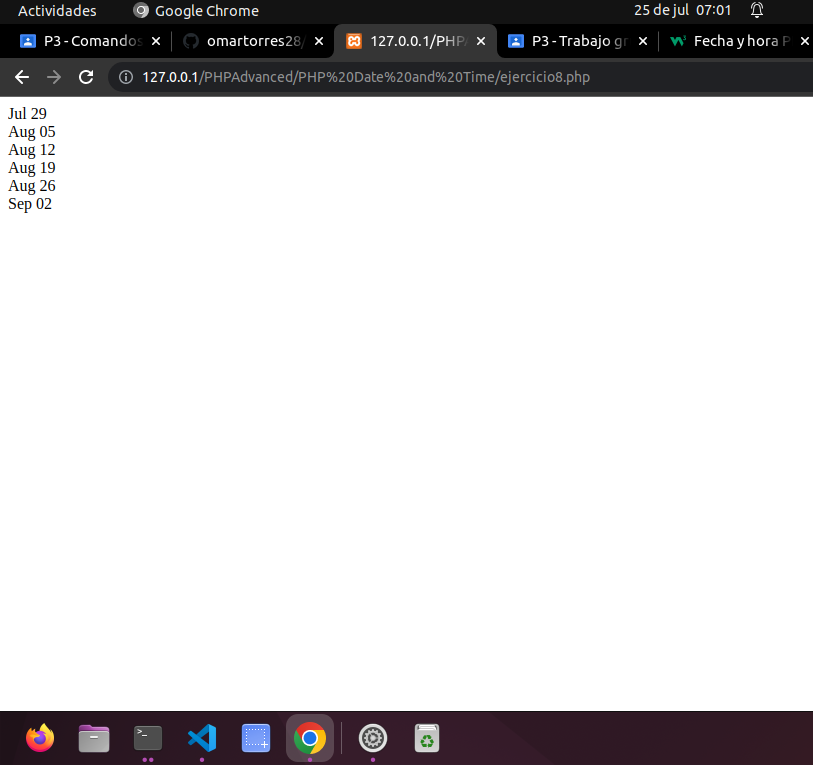 Actividades Google Chrome 25 de jul 07:01
P3 - Comandos omartorres28/ 127.0.0.1/PHPA P3 - Trabajo gr Fecha y hora P
127.0.0.1/PHPAdvanced/PHP%20Date%20and%20Time/ejercicio8.php
Jul 29
Aug 05
Aug 12
Aug 19
Aug 26
Sep 02